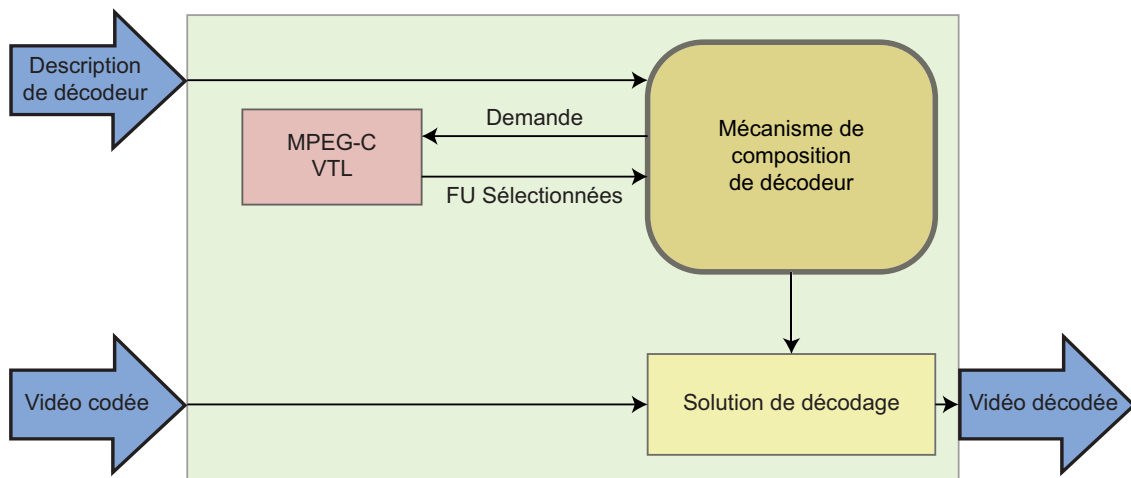 Description
de décodeur
MPEG-C
VTL
Demande
FU Sélectionnées
Mécanisme de
composition
de décodeur
Vidéo codée
Solution de décodage
Vidéo décodée